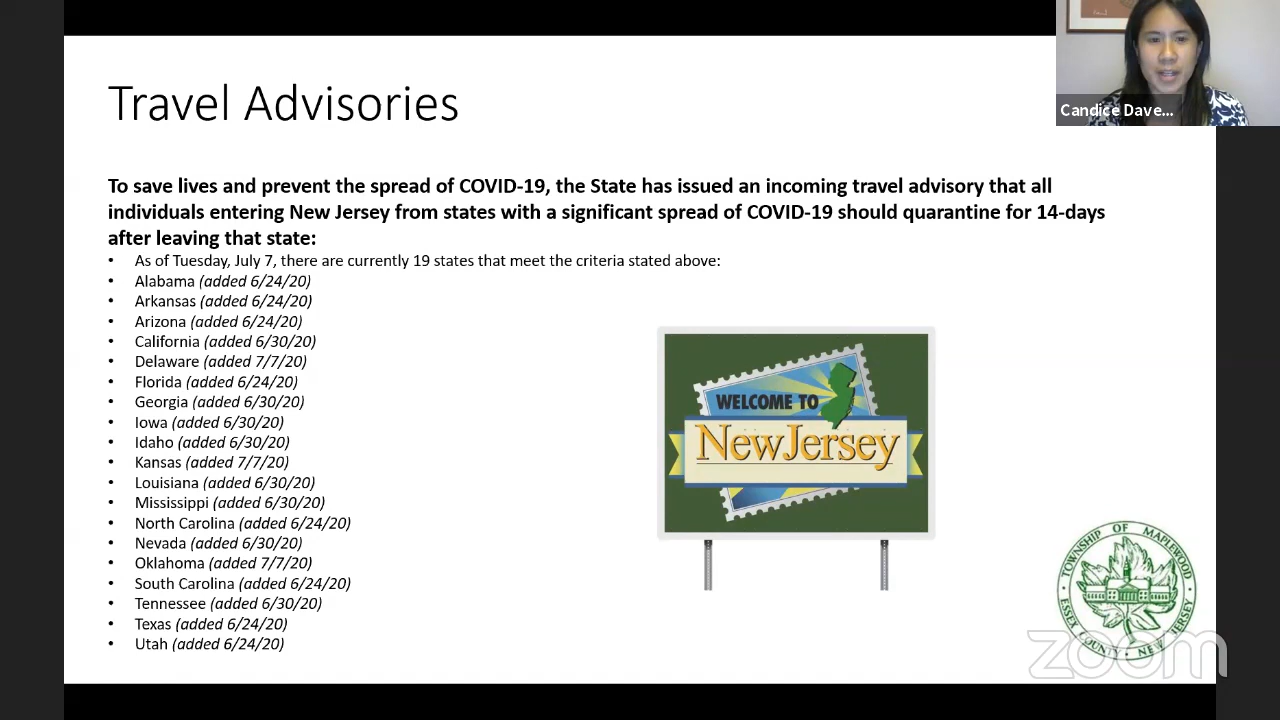 Travel Advisories
Candice Dave...
To save lives and prevent the spread of COVID-19, the State has issued an incoming travel advisory that all
individuals entering New Jersey from states with a significant spread of COVID-19 should quarantine for 14-days
after leaving that state:
• As of Tuesday, July 7, there are currently 19 states that meet the criteria stated above:
• Alabama (added 6/24/20)
• Arkansas (added 6/24/20)
• Arizona (added 6/24/20)
• California (added 6/30/20)
• Delaware (added 7/7/20)
• Florida (added 6/24/20)
• Georgia (added 6/30/20)
• Iowa (added 6/30/20)
• Idaho (added 6/30/20)
• Kansas (added 7/7/20)
• Louisiana (added 6/30/20)
• Mississippi (added 6/30/20)
• North Carolina (added 6/24/20)
• Nevada (added 6/30/20)
• Oklahoma (added 7/7/20)
• South Carolina (added 6/24/20)
• Tennessee (added 6/30/20)
• Texas (added 6/24/20)
• Utah (added 6/24/20)
WELCOME TO
New Jersey
TOWNSHIP OF MAPLEWOOD
ESSEX COUNTY • NEW JERSEY
zoom